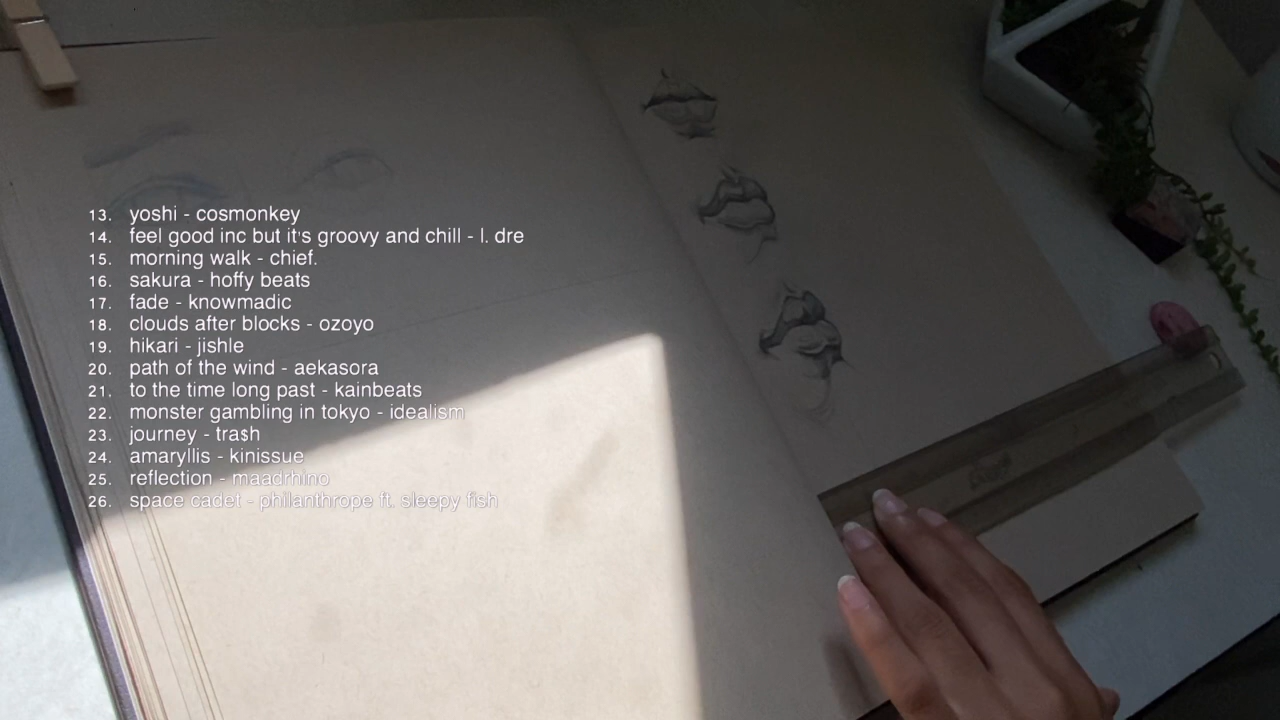 13. yoshi - cosmonkey
14. feel good inc but it's groovy and chill - l. dre
15. morning walk - chief.
16. sakura - hoffy beats
17. fade - knowmadic
18. clouds after blocks - ozoyo
19. hikari - jishle
20. path of the wind - aekasora
21. to the time long past - kainbeats
22. monster gambling in tokyo - idealism
23. journey - tra$h
24. amaryllis - kinissue
25. reflection - maadrhino
26. space cadet - philanthrope ft. sleepy fish